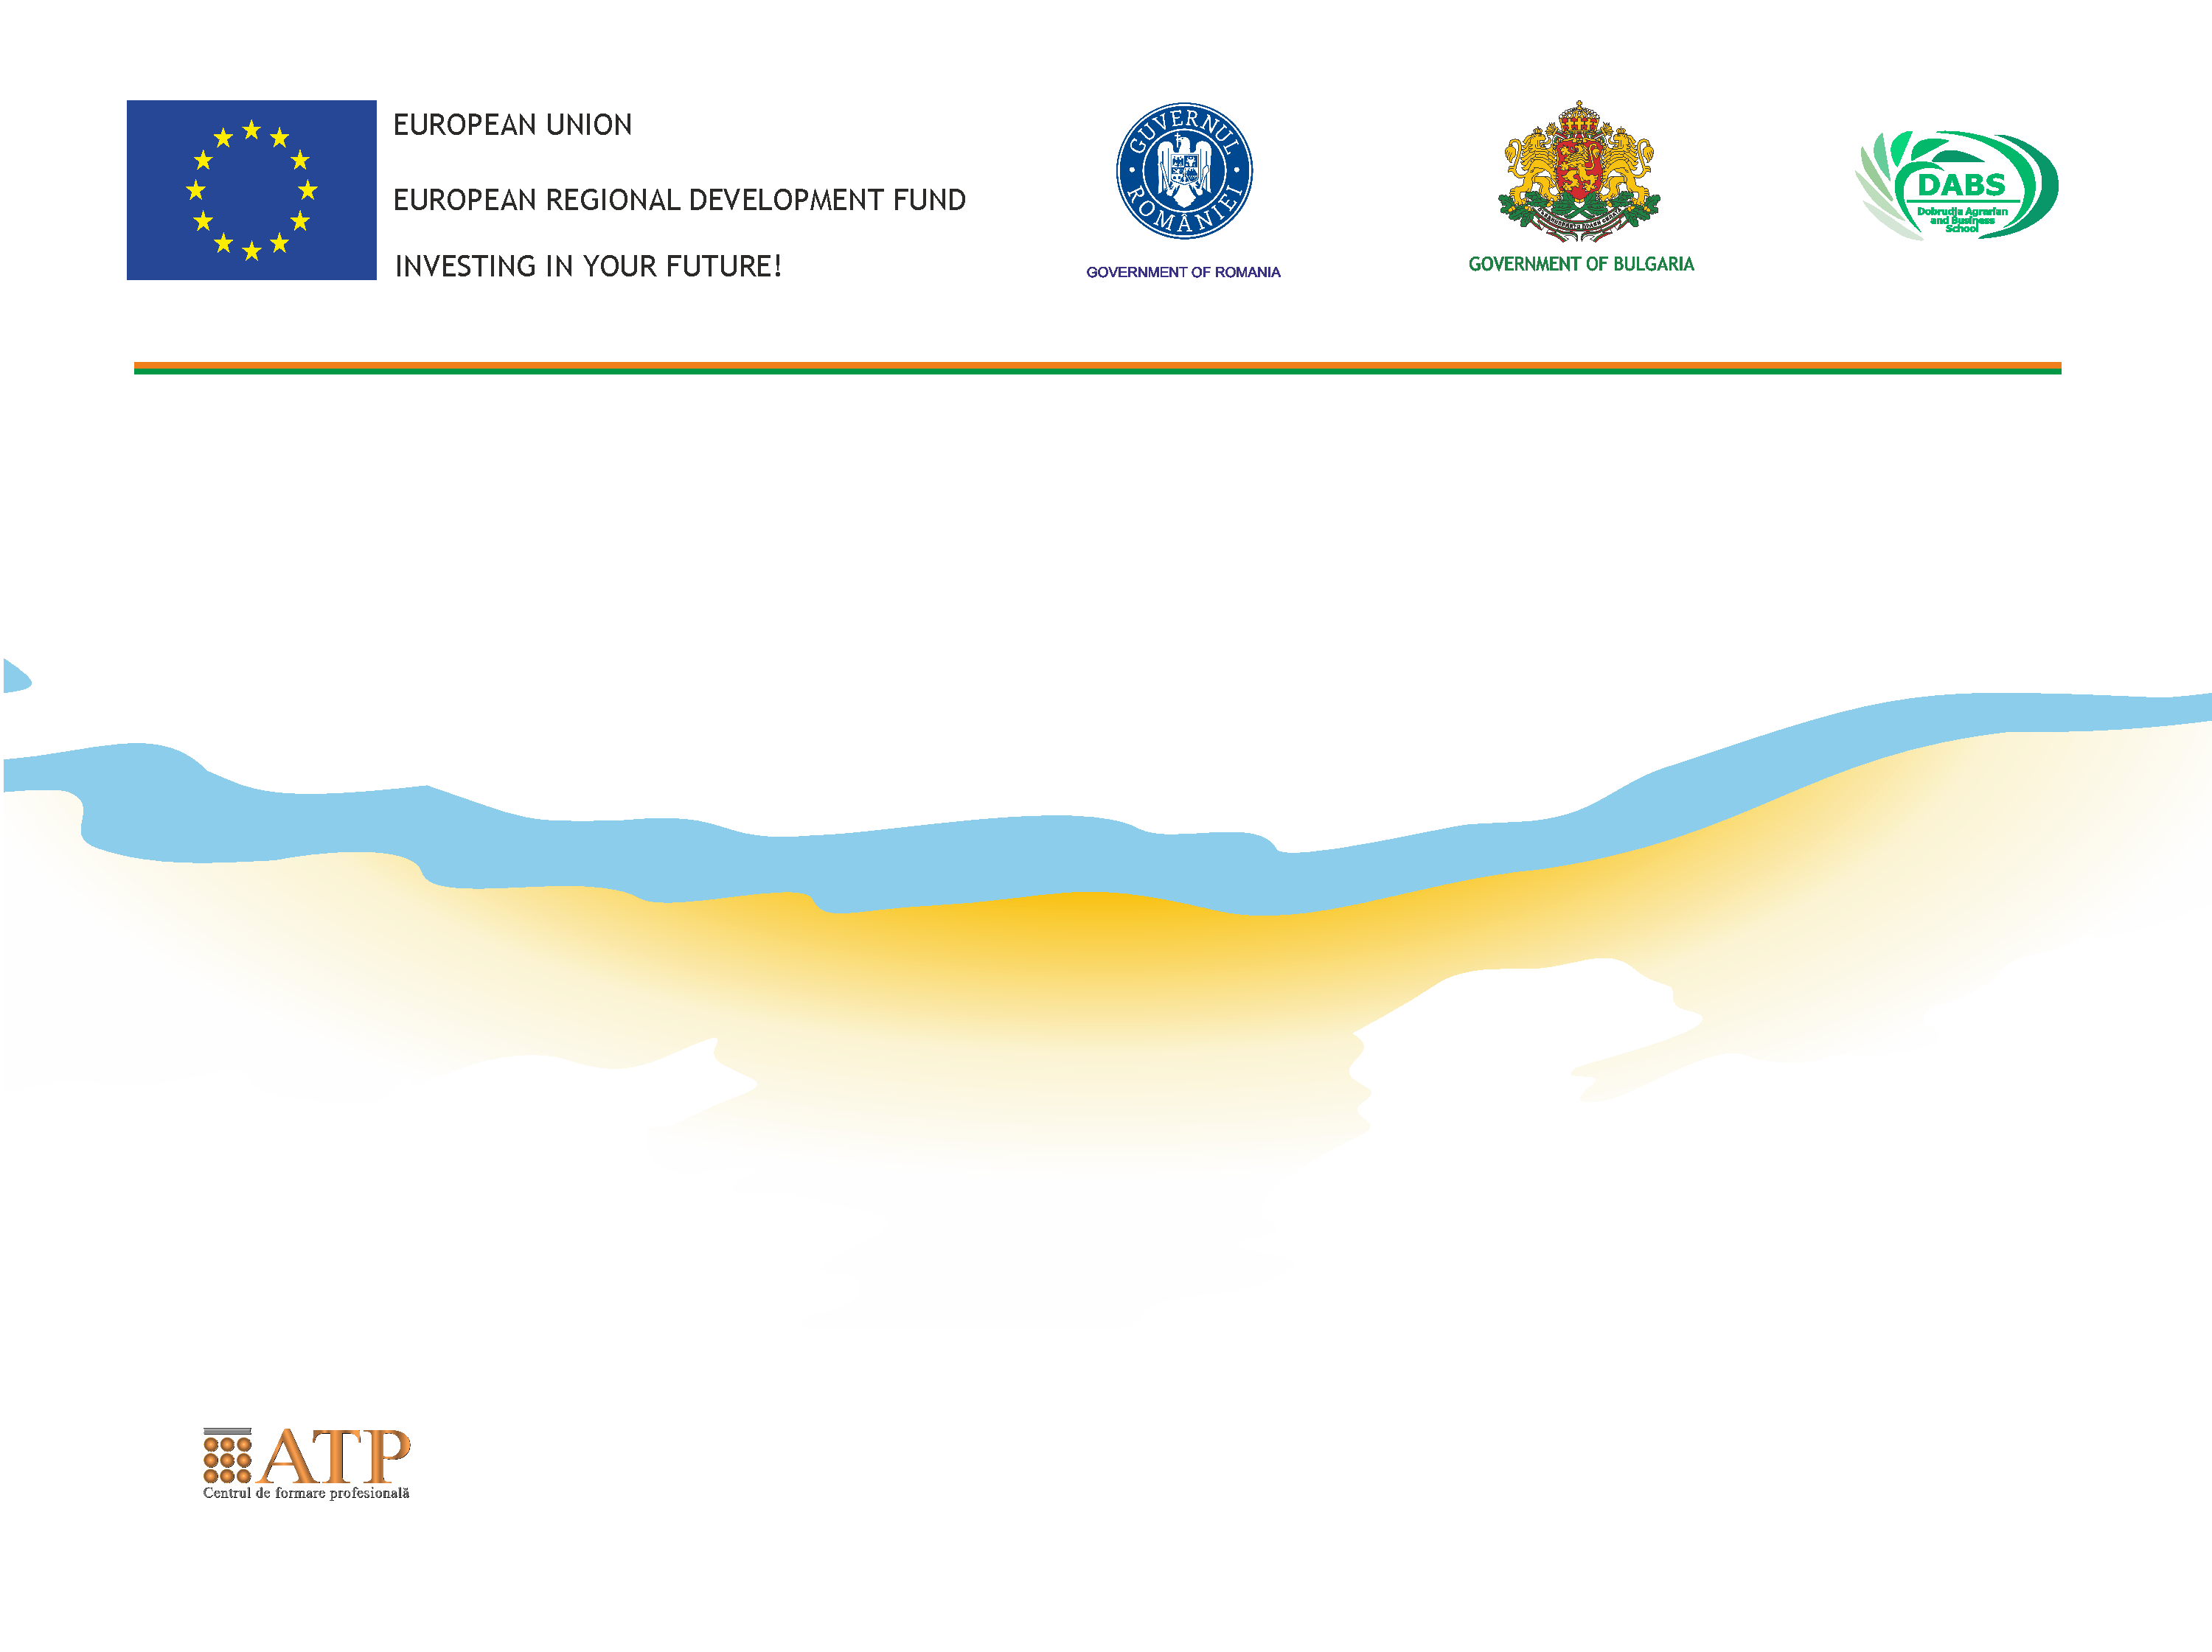 EUROPEAN UNION
EUROPEAN REGIONAL DEVELOPMENT FUND
INVESTING IN YOUR FUTURE!
GUVERNUL
ROMÂNIEI
GOVERNMENT OF ROMANIA
GOVERNMENT OF BULGARIA
DABS
Dobrudja Agrarian
and Business
School
ATP
Centrul de formare profesională